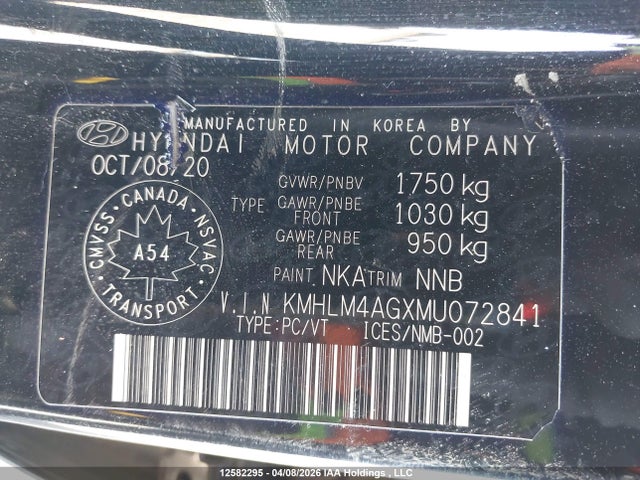 MANUFACTURED IN KOREA BY
HYUNDAI MOTOR COMPANY
OCT/08/20
GVWR/PNBV 1750 kg
TYPE GAWR/PNBE FRONT 1030 kg
GAWR/PNBE REAR 950 kg
PAINT NKA TRIM NNB
V.I.N KMHLM4AGXMU072841
TYPE:PC/VT ICES/NMB-002
CMVSS · CANADA · NSVAC
A54
TRANSPORT
12582295 - 04/08/2026 IAA Holdings , LLC